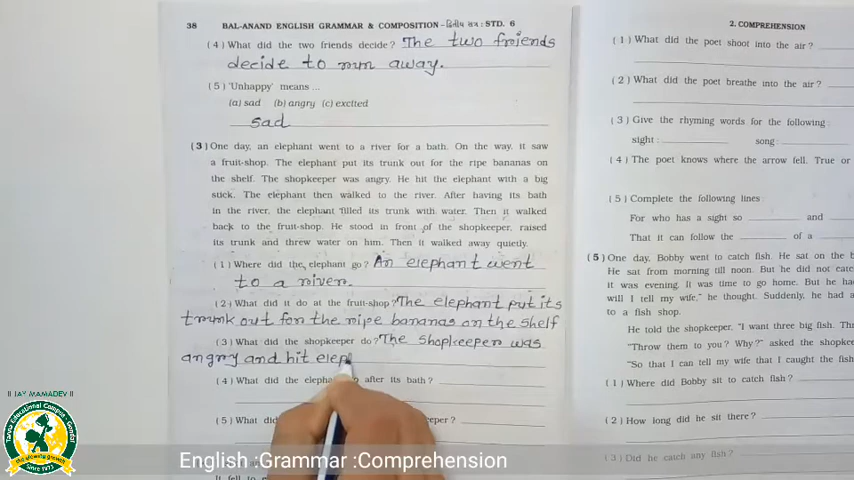 38 BAL-ANAND ENGLISH GRAMMAR & COMPOSITION – દ્વિતીય સત્ર : STD. 6
(4) What did the two friends decide? The two friends
decide to run away.
(5) 'Unhappy' means ...
(a) sad (b) angry (c) excited
sad
(3) One day, an elephant went to a river for a bath. On the way, it saw
a fruit-shop. The elephant put its trunk out for the ripe bananas on
the shelf. The shopkeeper was angry. He hit the elephant with a big
stick. The elephant then walked to the river. After having its bath
in the river, the elephant filled its trunk with water. Then it walked
back to the fruit-shop. He stood in front of the shopkeeper, raised
its trunk and threw water on him. Then it walked away quietly.
(1) Where did the elephant go? An elephant went
to a river.
(2) What did it do at the fruit-shop? The elephant put its
trunk out for the ripe bananas on the shelf
(3) What did the shopkeeper do? The shopkeeper was
angry and hit elep
(4) What did the eleph after its bath?
(5) What did eeper?
2. COMPREHENSION
(1) What did the poet shoot into the air?
(2) What did the poet breathe into the air?
(3) Give the rhyming words for the following :
sight : song:
(4) The poet knows where the arrow fell. True or
(5) Complete the following lines
For who has a sight so and
That it can follow the of a
(5) One day, Bobby went to catch fish. He sat on the b
He sat from morning till noon. But he did not catc
it was evening. It was time to go home. But he ha
will I tell my wife,' he thought. Suddenly, he had a
to a fish shop.
He told the shopkeeper, "I want three big fish. Th
"Throw them to you? Why?" asked the shopke
"So that I can tell my wife that I caught the fish
(1) Where did Bobby sit to catch fish?
(2) How long did he sit there?
(3) Did he catch any fish?
|| JAY MAMADEV ||
Tanna Educational Campus - Gondal
the glowing growth
Since 1973
English :Grammar :Comprehension